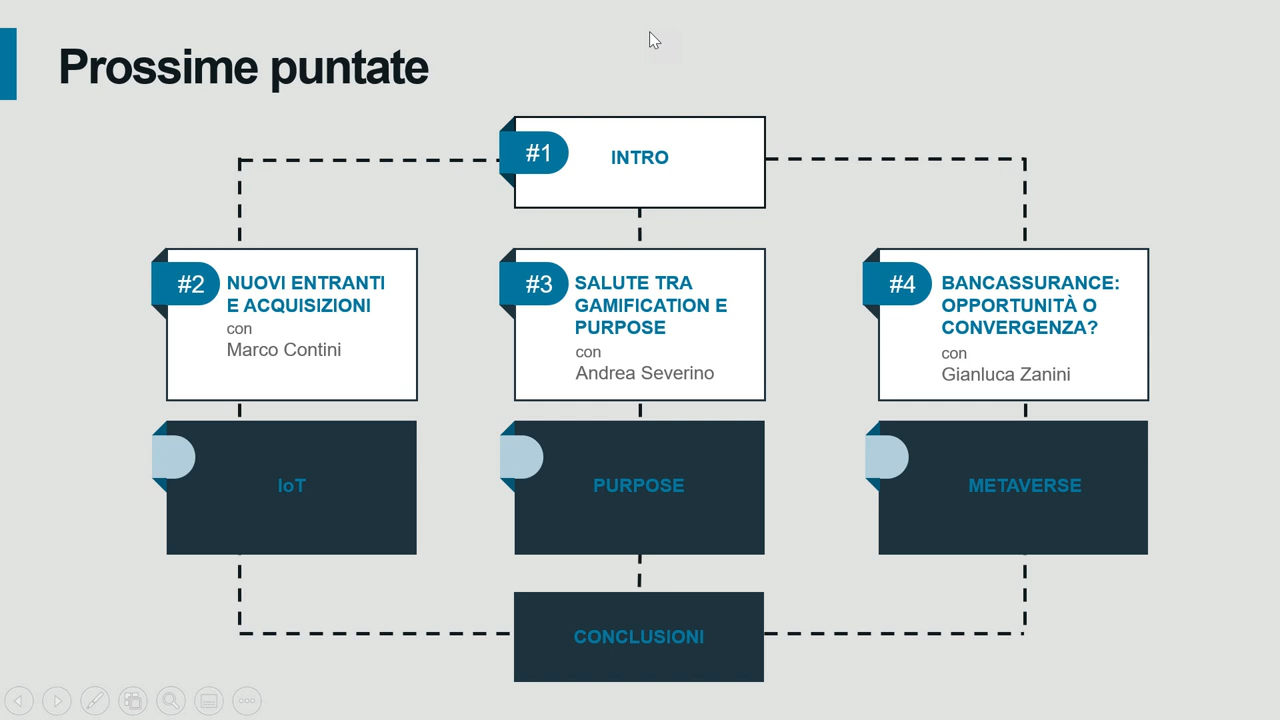 Prossime puntate
#1
INTRO
#2
NUOVI ENTRANTI
E ACQUISIZIONI
con
Marco Contini
#3
SALUTE TRA
GAMIFICATION E
PURPOSE
con
Andrea Severino
#4
BANCASSURANCE:
OPPORTUNITÀ O
CONVERGENZA?
con
Gianluca Zanini
IoT
PURPOSE
METAVERSE
CONCLUSIONI